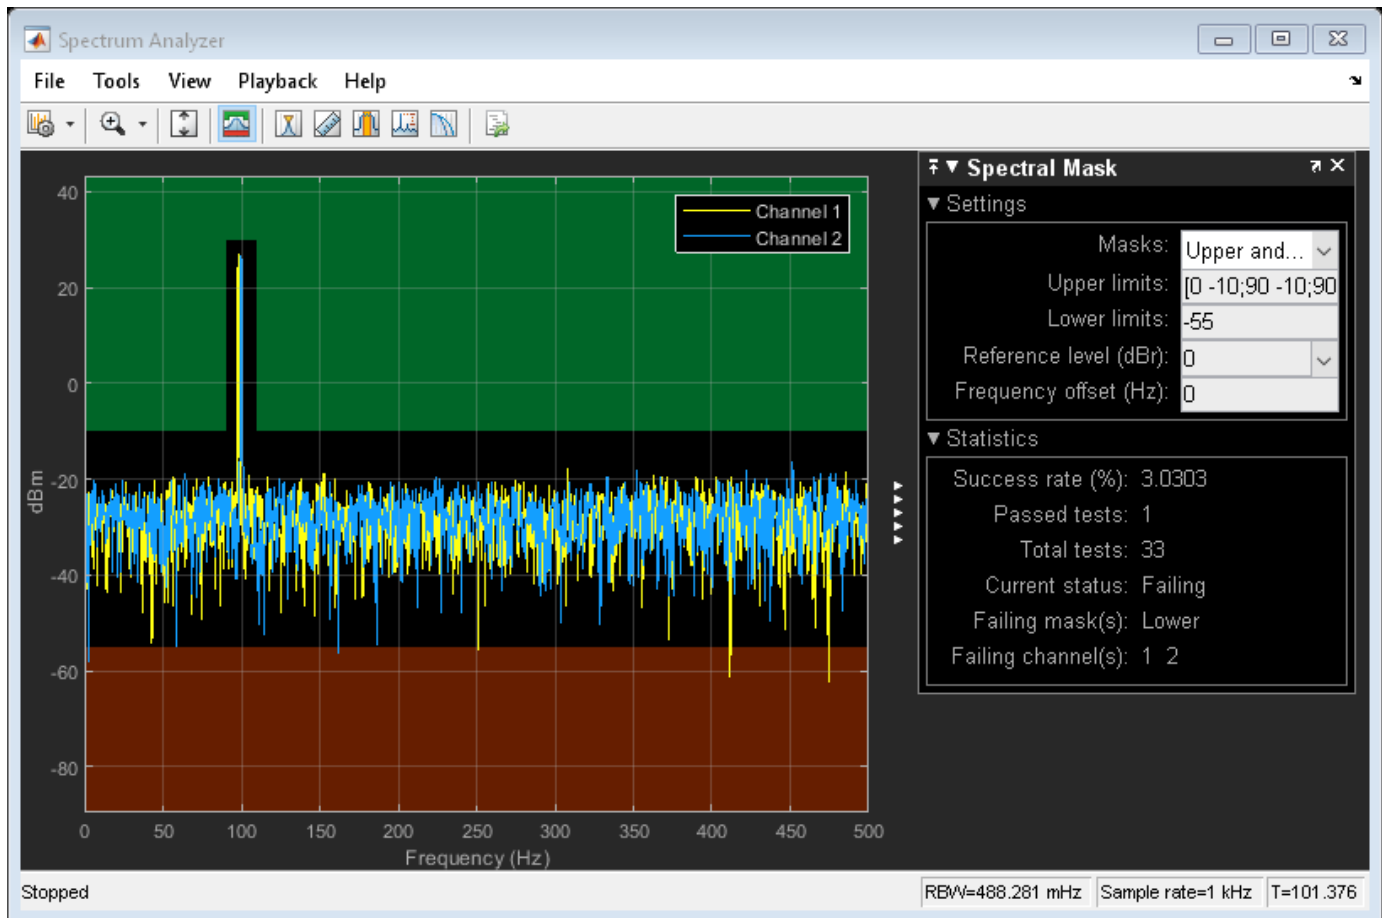 Spectrum Analyzer
File Tools View Playback Help
40
20
0
-20
-40
-60
-80
dBm
Channel 1
Channel 2
0 50 100 150 200 250 300 350 400 450 500
Frequency (Hz)
Spectral Mask
Settings
Masks: Upper and...
Upper limits: [0 -10;90 -10;90
Lower limits: -55
Reference level (dBr): 0
Frequency offset (Hz): 0
Statistics
Success rate (%): 3.0303
Passed tests: 1
Total tests: 33
Current status: Failing
Failing mask(s): Lower
Failing channel(s): 1 2
Stopped RBW=488.281 mHz Sample rate=1 kHz T=101.376